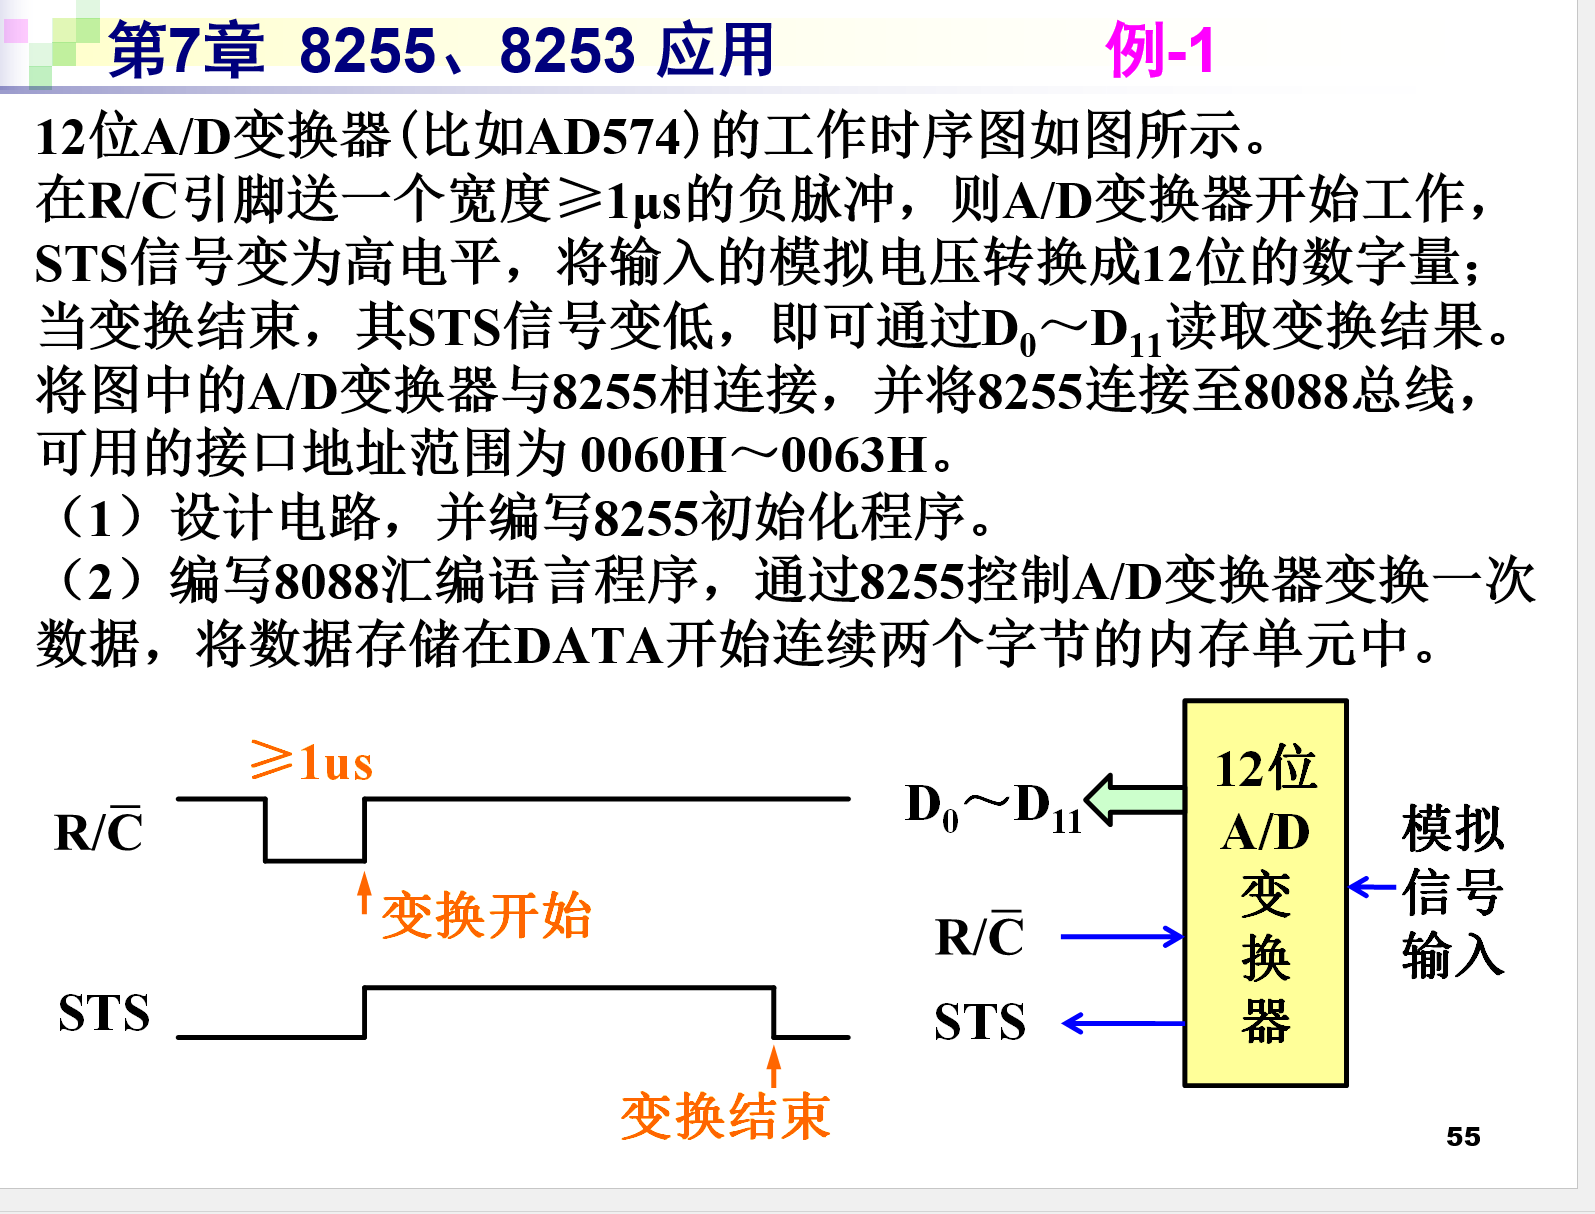 第7章 8255、8253 应用 例-1
12位A/D变换器(比如AD574)的工作时序图如图所示。
在R/C̅引脚送一个宽度≥1μs的负脉冲，则A/D变换器开始工作，
STS信号变为高电平，将输入的模拟电压转换成12位的数字量；
当变换结束，其STS信号变低，即可通过D₀～D₁₁读取变换结果。
将图中的A/D变换器与8255相连接，并将8255连接至8088总线，
可用的接口地址范围为 0060H～0063H。
（1）设计电路，并编写8255初始化程序。
（2）编写8088汇编语言程序，通过8255控制A/D变换器变换一次
数据，将数据存储在DATA开始连续两个字节的内存单元中。
≥1us
R/C̅
变换开始
STS
变换结束
D₀～D₁₁
R/C̅
STS
12位
A/D
变
换
器
模拟
信号
输入
55